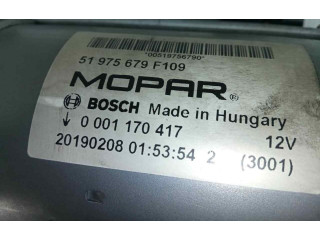 *00518756790*
51 975 679 F109
MOPAR®
BOSCH Made in Hungary
0 001 170 417 12V
20190208 01:53:54 2 (3001)